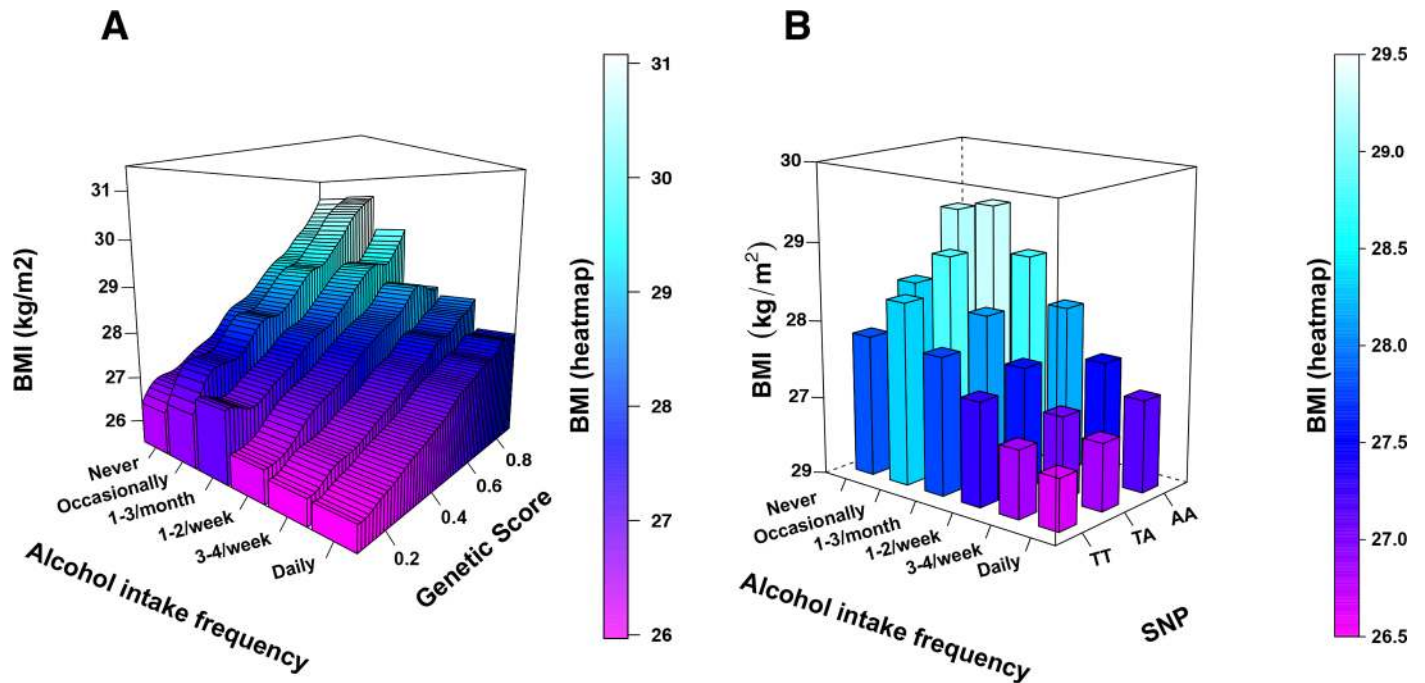 A
BMI (kg/m2)
31
30
29
28
27
26
Never
Occasionally
1-3/month
1-2/week
3-4/week
Daily
Alcohol intake frequency
0.2
0.4
0.6
0.8
Genetic Score
BMI (heatmap)
31
30
29
28
27
26
B
BMI (kg/m²)
30
29
28
27
29
Never
Occasionally
1-3/month
1-2/week
3-4/week
Daily
Alcohol intake frequency
TT
TA
AA
SNP
BMI (heatmap)
29.5
29.0
28.5
28.0
27.5
27.0
26.5